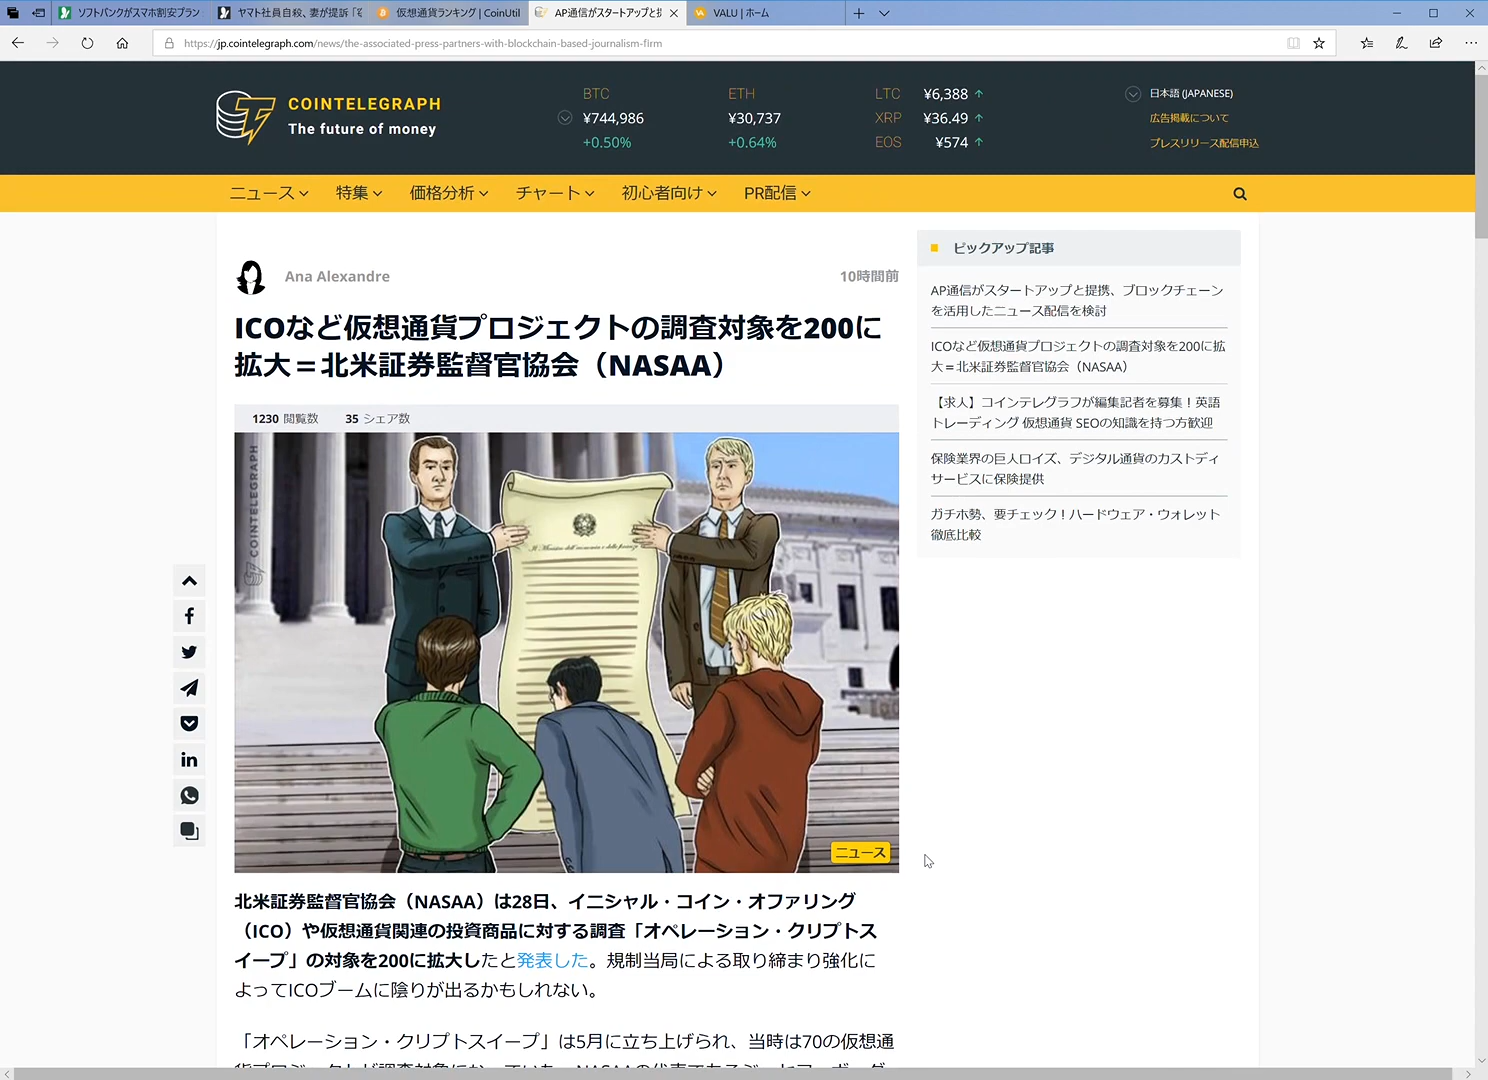 ソフトバンクがスマホ割安プラン
ヤマト社員自殺、妻が提訴
仮想通貨ランキング | CoinUtil
AP通信がスタートアップと
VALU | ホーム
https://jp.cointelegraph.com/news/the-associated-press-partners-with-blockchain-based-journalism-firm
COINTELEGRAPH
The future of money
BTC
¥744,986
+0.50%
ETH
¥30,737
+0.64%
LTC ¥6,388
XRP ¥36.49
EOS ¥574
日本語 (JAPANESE)
広告掲載について
プレスリリース配信申込
ニュース 特集 価格分析 チャート 初心者向け PR配信
Ana Alexandre
10時間前
ICOなど仮想通貨プロジェクトの調査対象を200に
拡大＝北米証券監督官協会（NASAA）
1230 閲覧数 35 シェア数
COINTELEGRAPH
ニュース
北米証券監督官協会（NASAA）は28日、イニシャル・コイン・オファリング
（ICO）や仮想通貨関連の投資商品に対する調査「オペレーション・クリプトス
イープ」の対象を200に拡大したと発表した。規制当局による取り締まり強化に
よってICOブームに陰りが出るかもしれない。
「オペレーション・クリプトスイープ」は5月に立ち上げられ、当時は70の仮想通
ピックアップ記事
AP通信がスタートアップと提携、ブロックチェーン
を活用したニュース配信を検討
ICOなど仮想通貨プロジェクトの調査対象を200に拡
大＝北米証券監督官協会（NASAA）
【求人】コインテレグラフが編集記者を募集！英語
トレーディング 仮想通貨 SEOの知識を持つ方歓迎
保険業界の巨人ロイズ、デジタル通貨のカストディ
サービスに保険提供
ガチホ勢、要チェック！ハードウェア・ウォレット
徹底比較